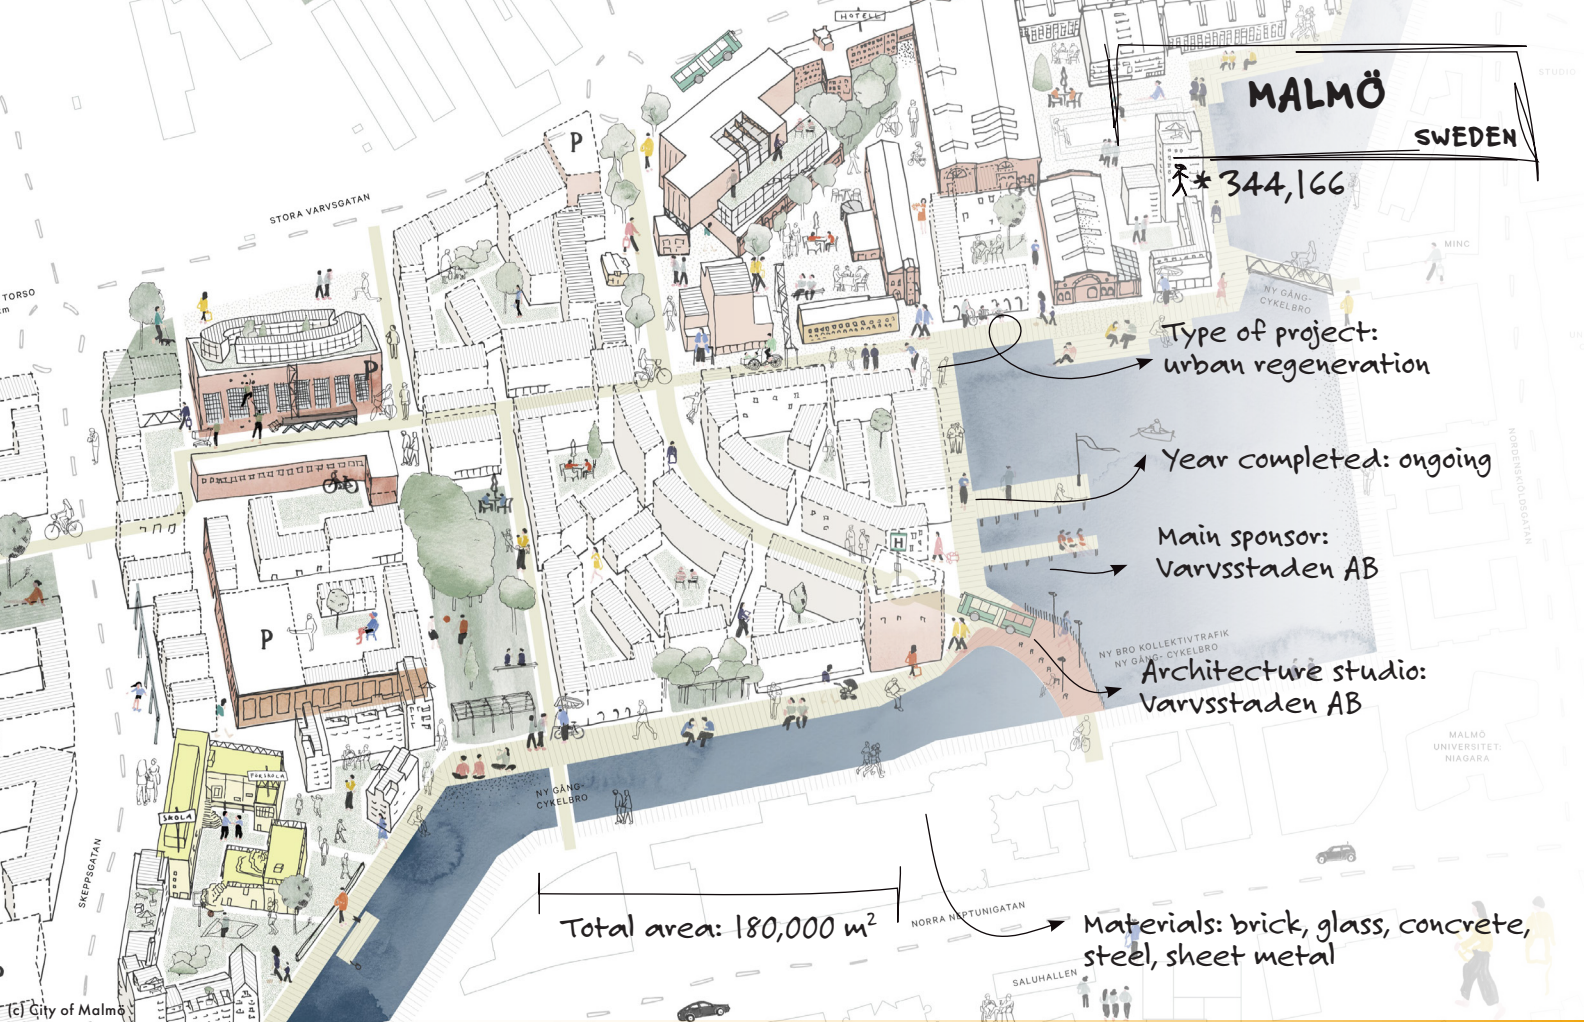 HOTELL
STUDIO
MALMÖ
SWEDEN
* 344,166
P
STORA VARVSGATAN
MINC
TORSO
NY GÅNG-
CYKELBRO
Type of project:
urban regeneration
P
Year completed: ongoing
NORDENSKIÖLDSGATAN
Main sponsor:
Varvsstaden AB
H
P
NY BRO KOLLEKTIVTRAFIK
NY GÅNG- CYKELBRO
Architecture studio:
Varvsstaden AB
MALMÖ
UNIVERSITET:
NIAGARA
FÖRSKOLA
SKOLA
NY GÅNG-
CYKELBRO
SKEPPSGATAN
Total area: 180,000 m²
NORRA NEPTUNIGATAN
Materials: brick, glass, concrete,
steel, sheet metal
SALUHALLEN
(c) City of Malmö